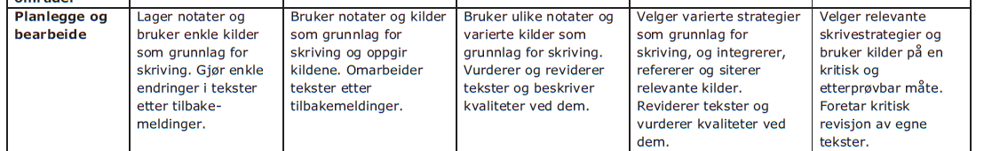 områder
Planlegge og
bearbeide
Lager notater og
bruker enkle kilder
som grunnlag for
skriving. Gjør enkle
endringer i tekster
etter tilbake-
meldinger.
Bruker notater og kilder
som grunnlag for
skriving og oppgir
kildene. Omarbeider
tekster etter
tilbakemeldinger.
Bruker ulike notater og
varierte kilder som
grunnlag for skriving.
Vurderer og reviderer
tekster og beskriver
kvaliteter ved dem.
Velger varierte strategier
som grunnlag for
skriving, og integrerer,
refererer og siterer
relevante kilder.
Reviderer tekster og
vurderer kvaliteter ved
dem.
Velger relevante
skrivestrategier og
bruker kilder på en
kritisk og
etterprøvbar måte.
Foretar kritisk
revisjon av egne
tekster.